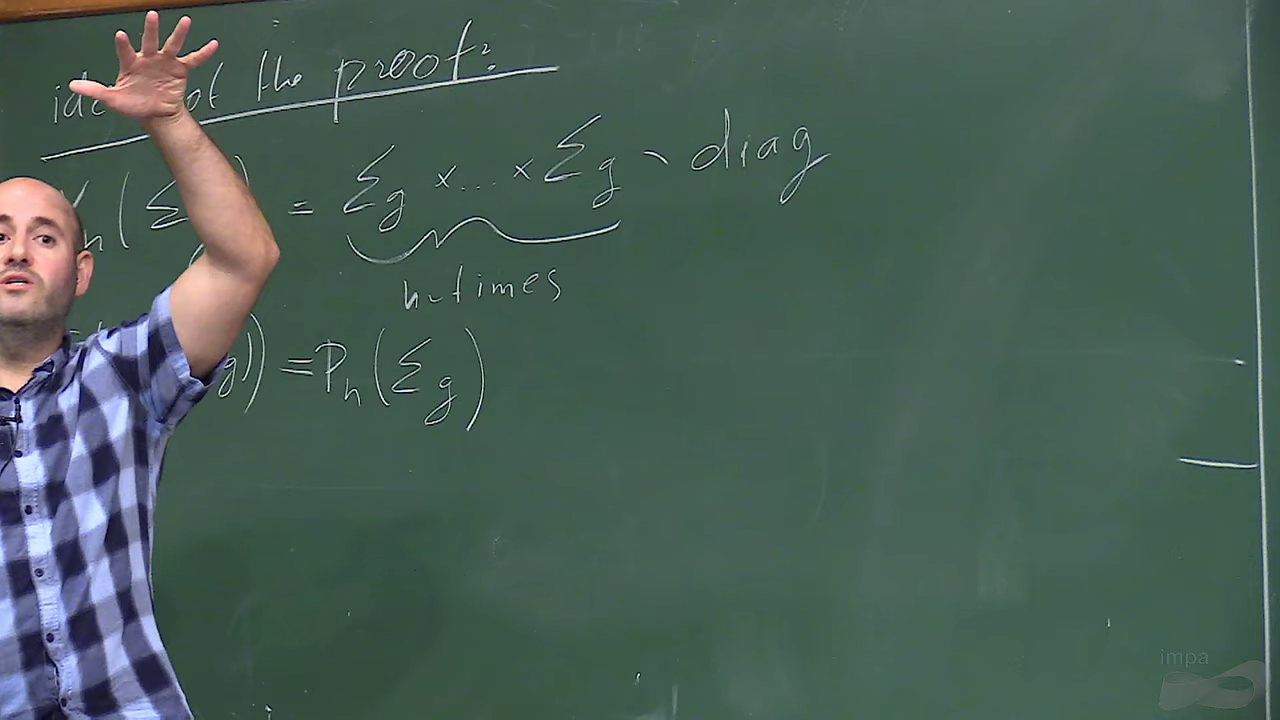 of the proof:
n(Σ ) = Σg ×...× Σg \ diag
n-times
g)) = Pn(Σg)
impa